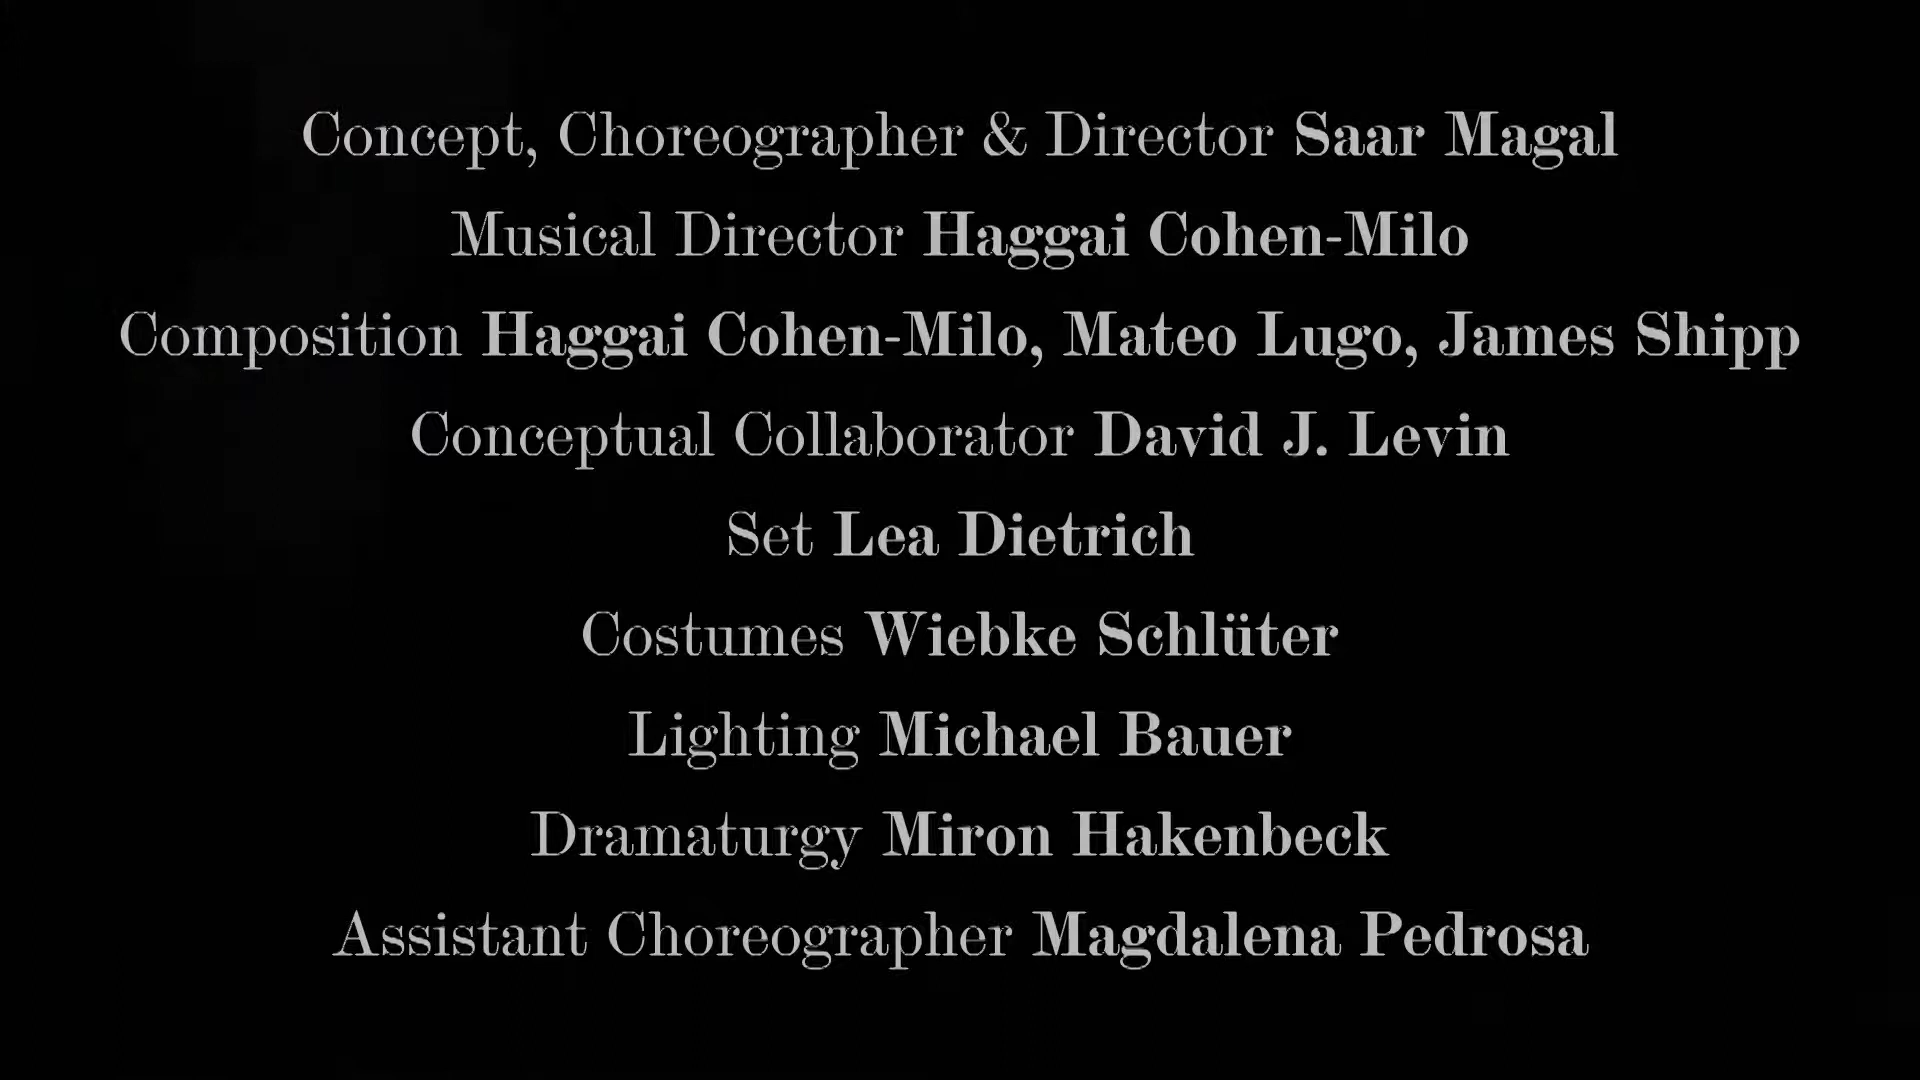 Concept, Choreographer & Director Saar Magal
Musical Director Haggai Cohen-Milo
Composition Haggai Cohen-Milo, Mateo Lugo, James Shipp
Conceptual Collaborator David J. Levin
Set Lea Dietrich
Costumes Wiebke Schlüter
Lighting Michael Bauer
Dramaturgy Miron Hakenbeck
Assistant Choreographer Magdalena Pedrosa